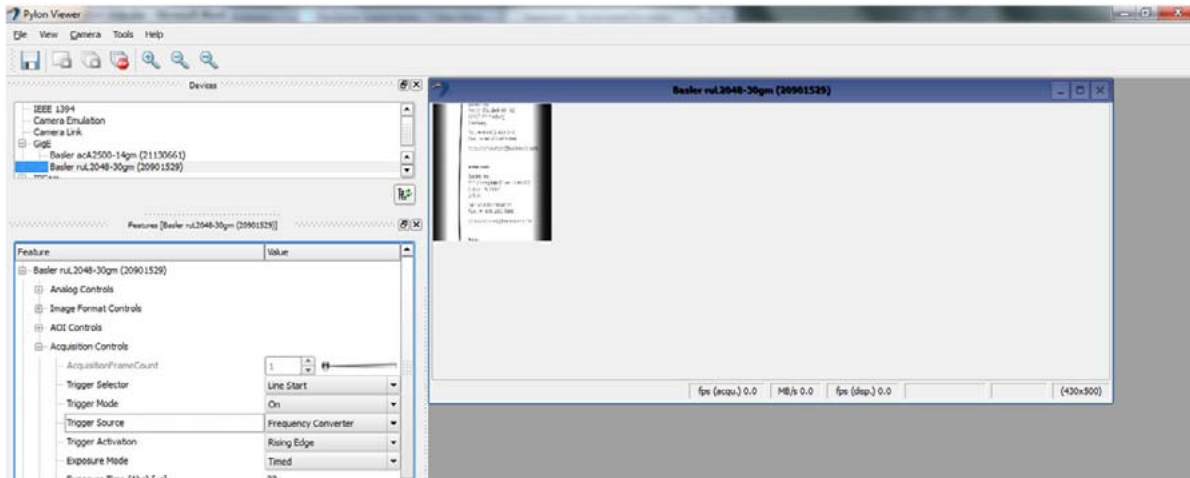 Pylon Viewer
File View Camera Tools Help
Devices
IEEE 1394
Camera Emulation
Camera Link
GigE
Basler acA2500-14gm (21130661)
Basler ruL2048-30gm (20901529)
Features [Basler ruL2048-30gm (20901529)]
Feature Value
Basler ruL2048-30gm (20901529)
Analog Controls
Image Format Controls
AOI Controls
Acquisition Controls
AcquisitionFrameCount 1
Trigger Selector Line Start
Trigger Mode On
Trigger Source Frequency Converter
Trigger Activation Rising Edge
Exposure Mode Timed
Basler ruL2048-30gm (20901529)
fps (acqu.) 0.0 MB/s 0.0 fps (disp.) 0.0 (430x500)